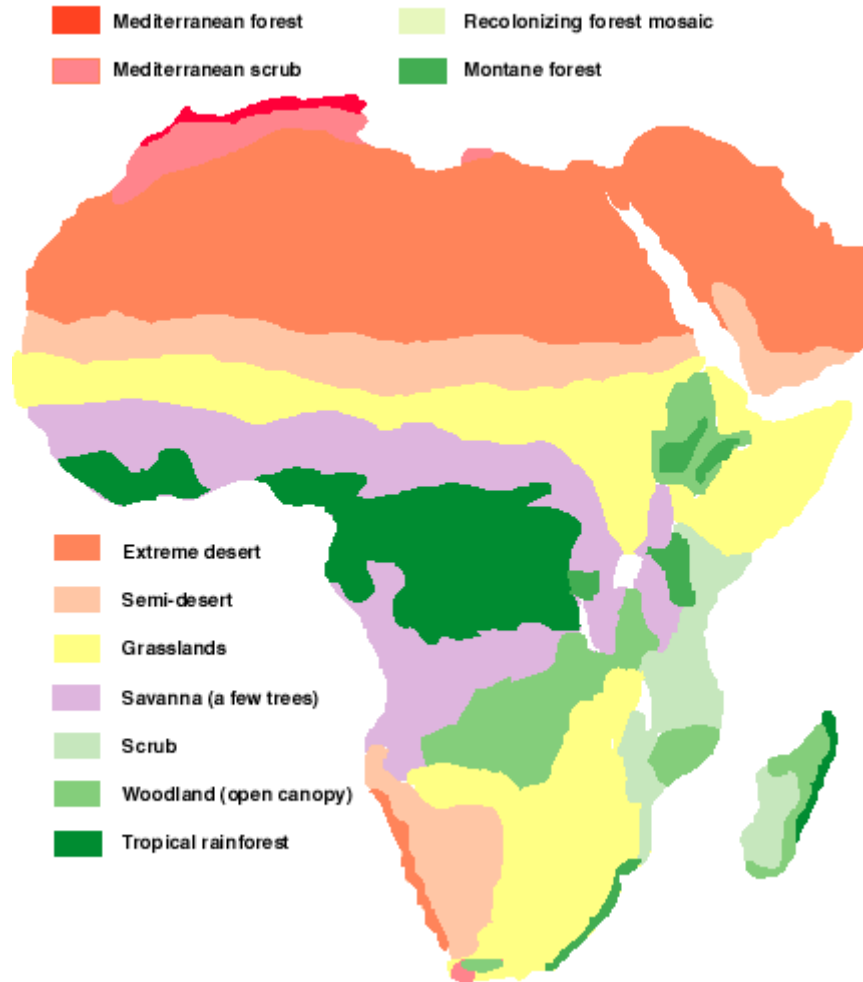 Mediterranean forest
Recolonizing forest mosaic
Mediterranean scrub
Montane forest
Extreme desert
Semi-desert
Grasslands
Savanna (a few trees)
Scrub
Woodland (open canopy)
Tropical rainforest